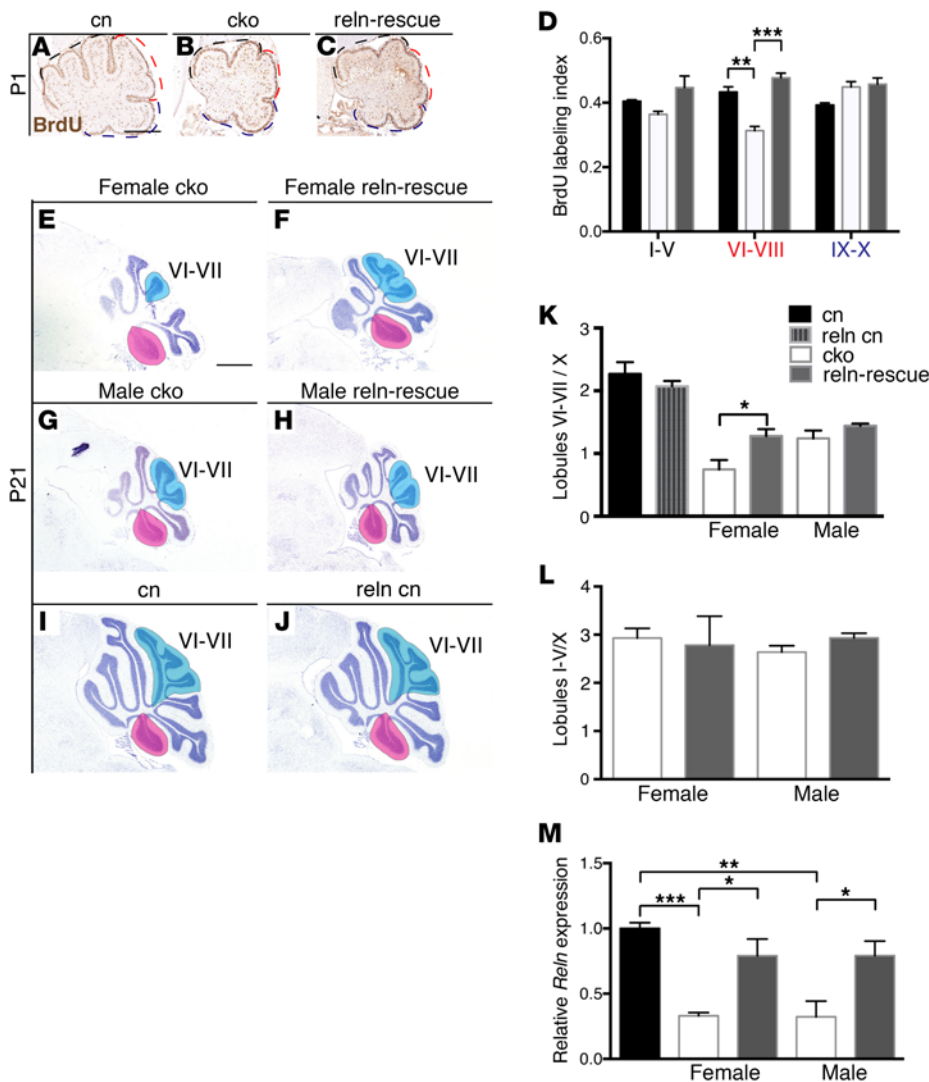 cn
cko
reln-rescue
P1
A
B
C
BrdU
D
***
**
BrdU labeling index
0.6
0.4
0.2
0.0
I-V
VI-VIII
IX-X
P21
Female cko
Female reln-rescue
E
VI-VII
F
VI-VII
Male cko
Male reln-rescue
G
VI-VII
H
VI-VII
cn
reln cn
I
VI-VII
J
VI-VII
K
cn
reln cn
cko
reln-rescue
Lobules VI-VII / X
3
2
1
0
*
Female
Male
L
Lobules I-V/X
4
3
2
1
0
Female
Male
M
Relative Reln expression
1.5
1.0
0.5
0.0
**
***
*
*
Female
Male